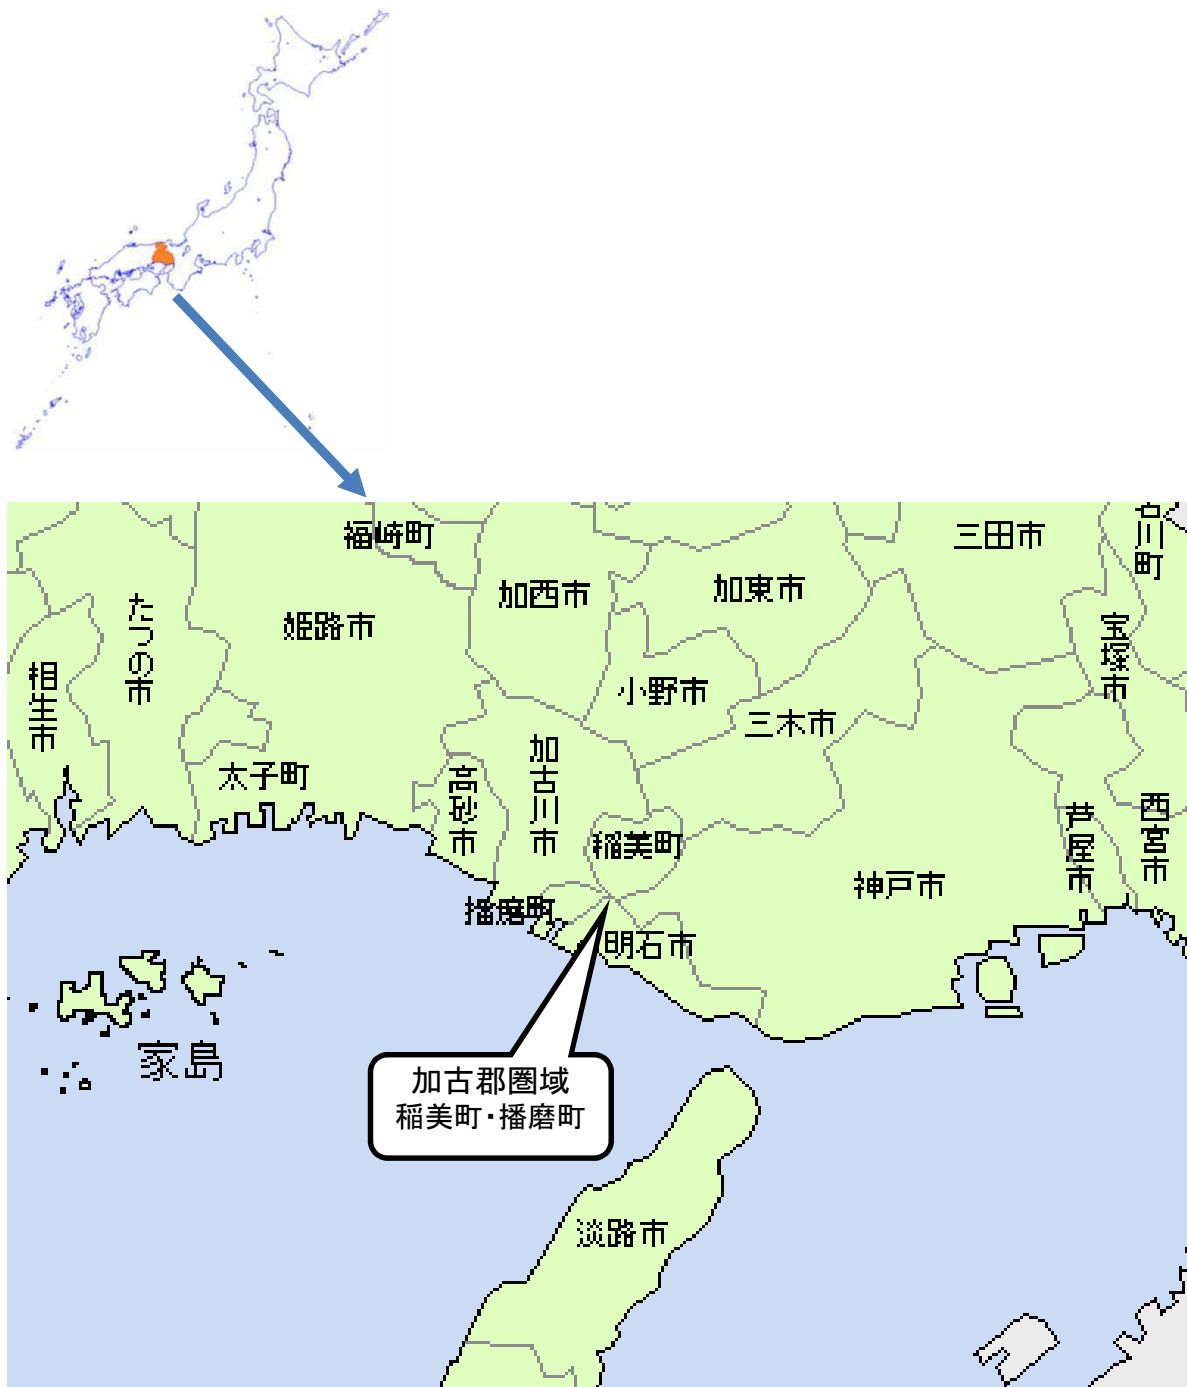 福崎町
三田市
猪名川町
加西市
加東市
たつの市
姫路市
宝塚市
相生市
小野市
三木市
太子町
加古川市
高砂市
稲美町
芦屋市
西宮市
神戸市
播磨町
明石市
家島
加古郡圏域
稲美町・播磨町
淡路市